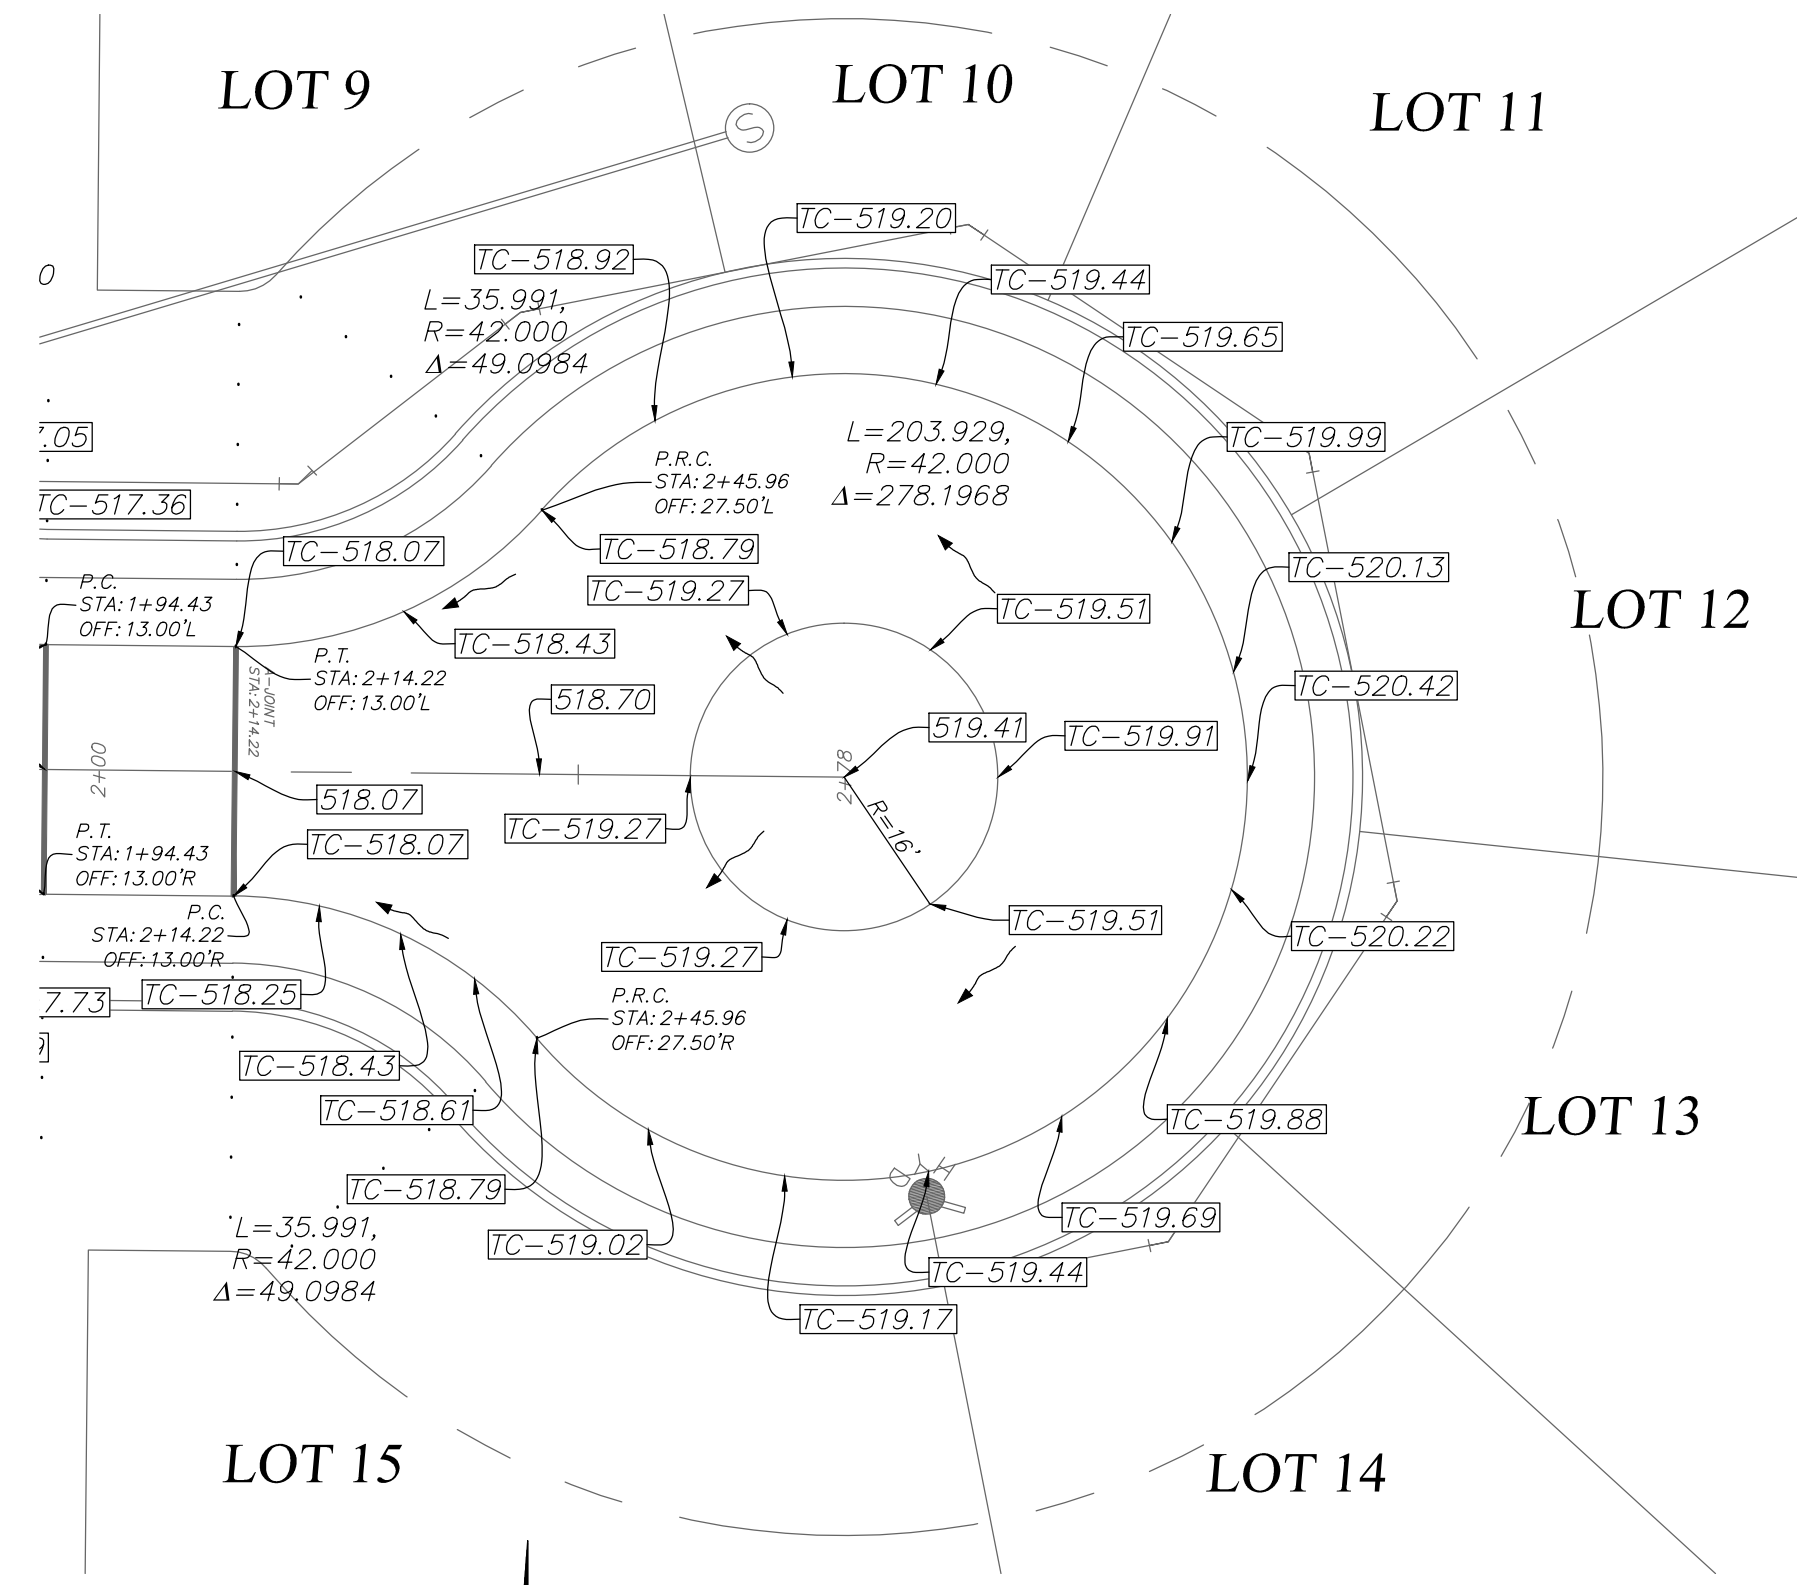 LOT 9
LOT 10
LOT 11
S
TC-519.20
TC-518.92
0
TC-519.44
L=35.991,
R=42.000
Δ=49.0984
TC-519.65
7.05
L=203.929,
R=42.000
Δ=278.1968
TC-519.99
P.R.C.
STA: 2+45.96
OFF: 27.50'L
TC-517.36
TC-518.07
TC-518.79
TC-520.13
P.C.
STA: 1+94.43
OFF: 13.00'L
TC-519.27
TC-519.51
LOT 12
TC-518.43
P.T.
STA: 2+14.22
OFF: 13.00'L
A-JOINT
STA: 2+14.22
TC-520.42
518.70
519.41
TC-519.91
2+00
2+78
518.07
R=16'
TC-519.27
TC-518.07
P.T.
STA: 1+94.43
OFF: 13.00'R
P.C.
STA: 2+14.22
OFF: 13.00'R
TC-519.51
TC-520.22
TC-519.27
TC-518.25
7.73
P.R.C.
STA: 2+45.96
OFF: 27.50'R
9
TC-518.43
TC-518.61
TC-519.88
LOT 13
TC-518.79
TC-519.69
L=35.991,
R=42.000
Δ=49.0984
TC-519.02
TC-519.44
TC-519.17
LOT 15
LOT 14